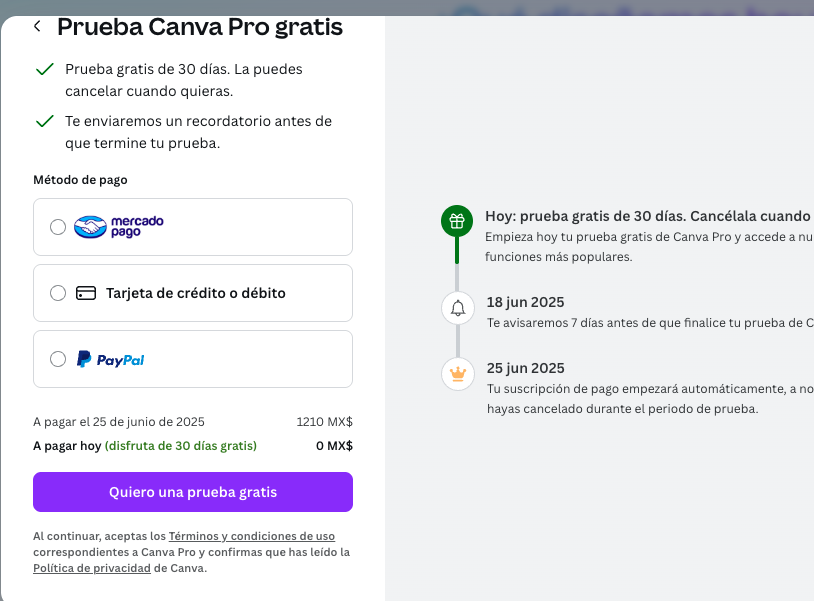 Prueba Canva Pro gratis
Prueba gratis de 30 días. La puedes
cancelar cuando quieras.
Te enviaremos un recordatorio antes de
que termine tu prueba.
Método de pago
mercado
pago
Tarjeta de crédito o débito
PayPal
A pagar el 25 de junio de 2025 1210 MX$
A pagar hoy (disfruta de 30 días gratis) 0 MX$
Quiero una prueba gratis
Al continuar, aceptas los Términos y condiciones de uso
correspondientes a Canva Pro y confirmas que has leído la
Política de privacidad de Canva.
Hoy: prueba gratis de 30 días. Cancélala cuando
Empieza hoy tu prueba gratis de Canva Pro y accede a nu
funciones más populares.
18 jun 2025
Te avisaremos 7 días antes de que finalice tu prueba de C
25 jun 2025
Tu suscripción de pago empezará automáticamente, a no
hayas cancelado durante el periodo de prueba.